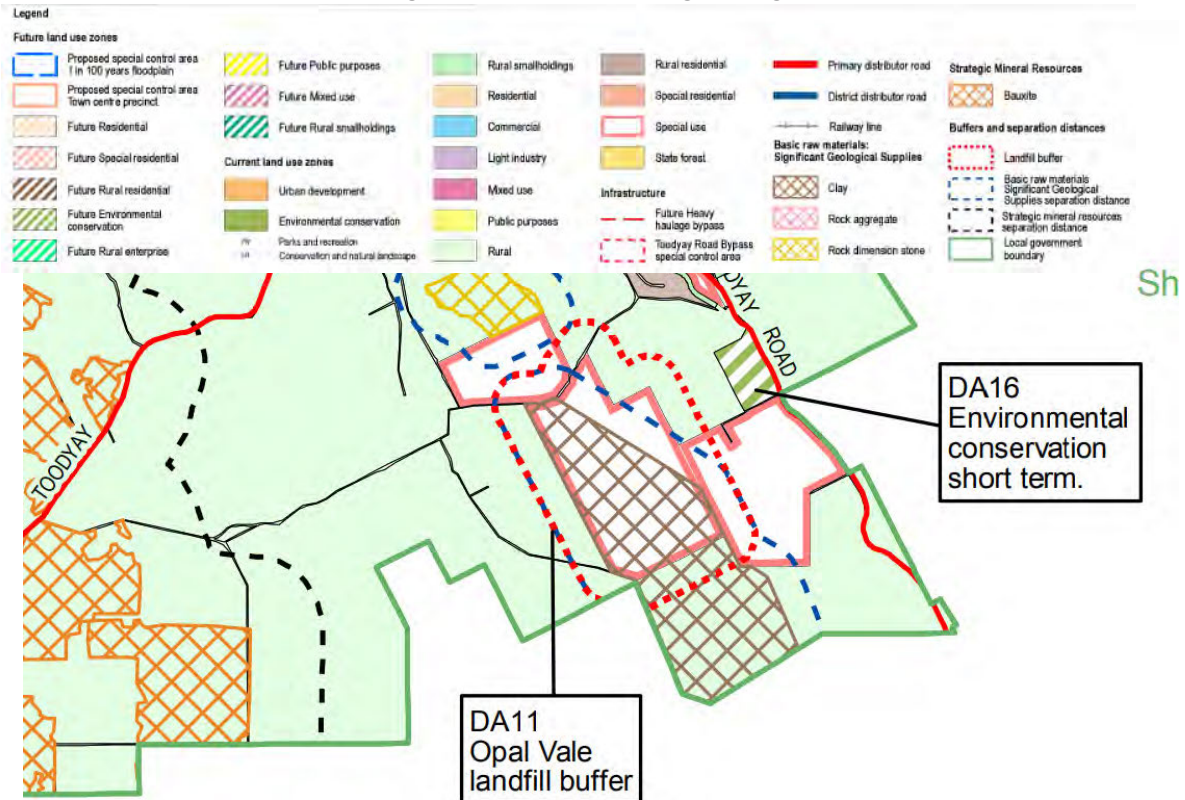 Legend
Future land use zones
Proposed special control area
1 in 100 years floodplain
Proposed special control area
Town centre precinct
Future Residential
Future Special residential
Future Rural residential
Future Environmental
conservation
Future Rural enterprise
Future Public purposes
Future Mixed use
Future Rural smallholdings
Current land use zones
Urban development
Environmental conservation
Parks and recreation
Conservation and natural landscape
Rural smallholdings
Residential
Commercial
Light industry
Mixed use
Public purposes
Rural
Rural residential
Special residential
Special use
State forest
Infrastructure
Future Heavy
haulage bypass
Toodyay Road Bypass
special control area
Primary distributor road
District distributor road
Railway line
Basic raw materials:
Significant Geological Supplies
Clay
Rock aggregate
Rock dimension stone
Strategic Mineral Resources
Bauxite
Buffers and separation distances
Landfill buffer
Basic raw materials
Significant Geological
Supplies separation distance
Strategic mineral resources
separation distance
Local government
boundary
Sh
DYAY ROAD
TOODYAY
DA16
Environmental
conservation
short term.
DA11
Opal Vale
landfill buffer